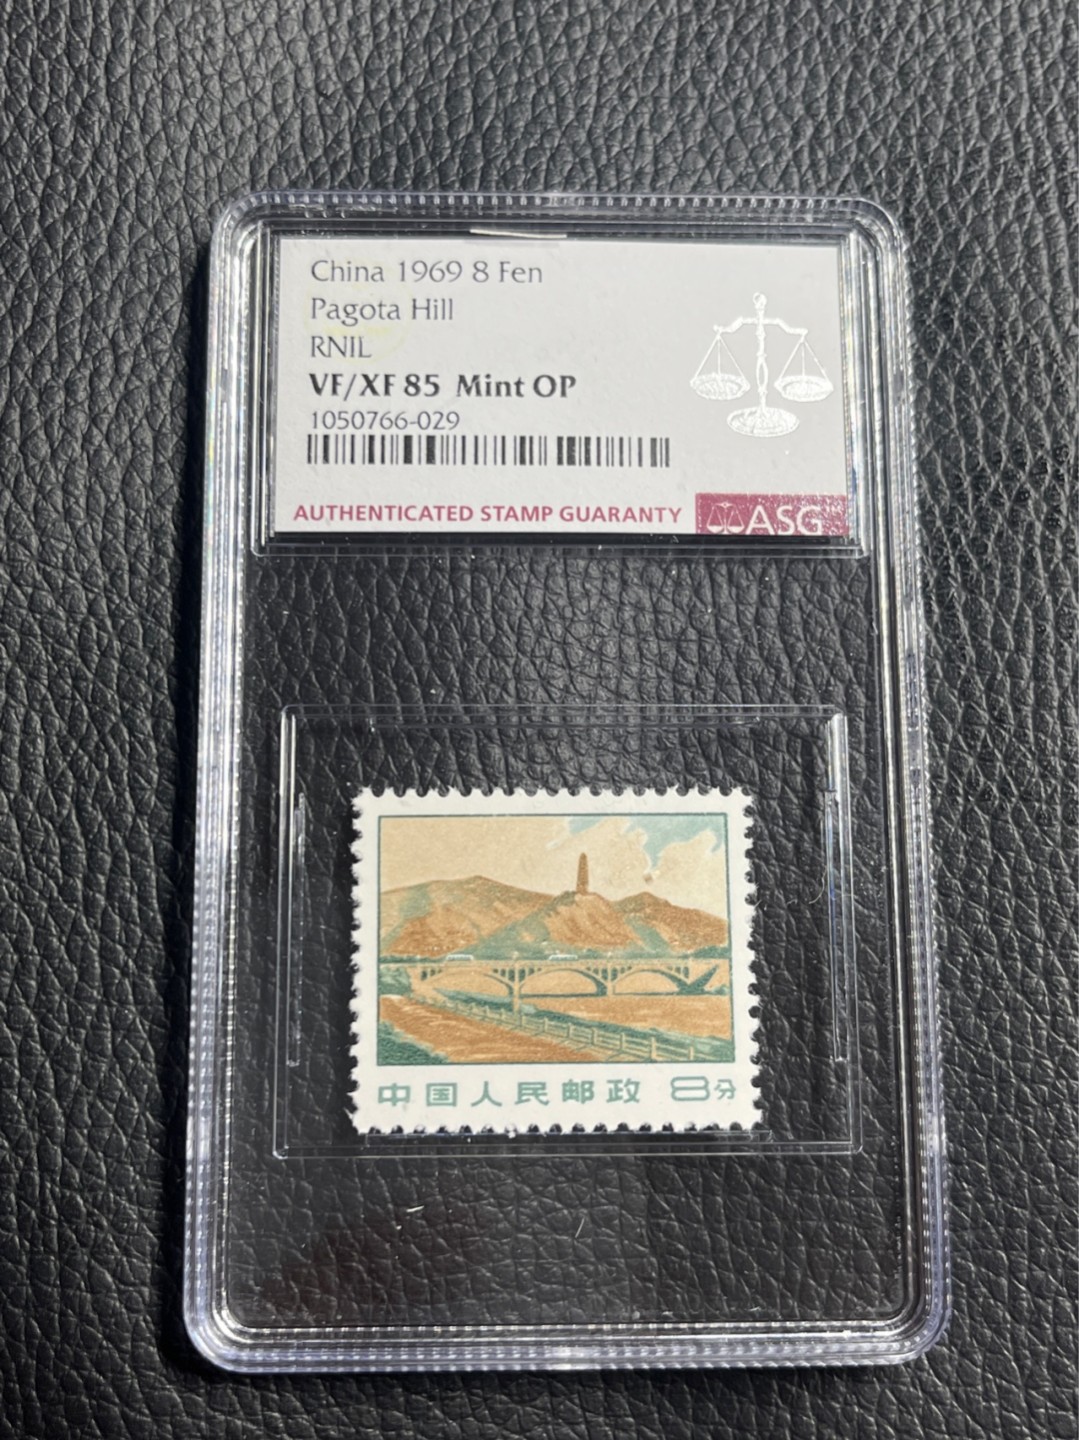 China 1969 8 Fen
Pagota Hill
RNIL
VF/XF 85 Mint OP
1050766-029
AUTHENTICATED STAMP GUARANTY
ASG
中国人民邮政 8分